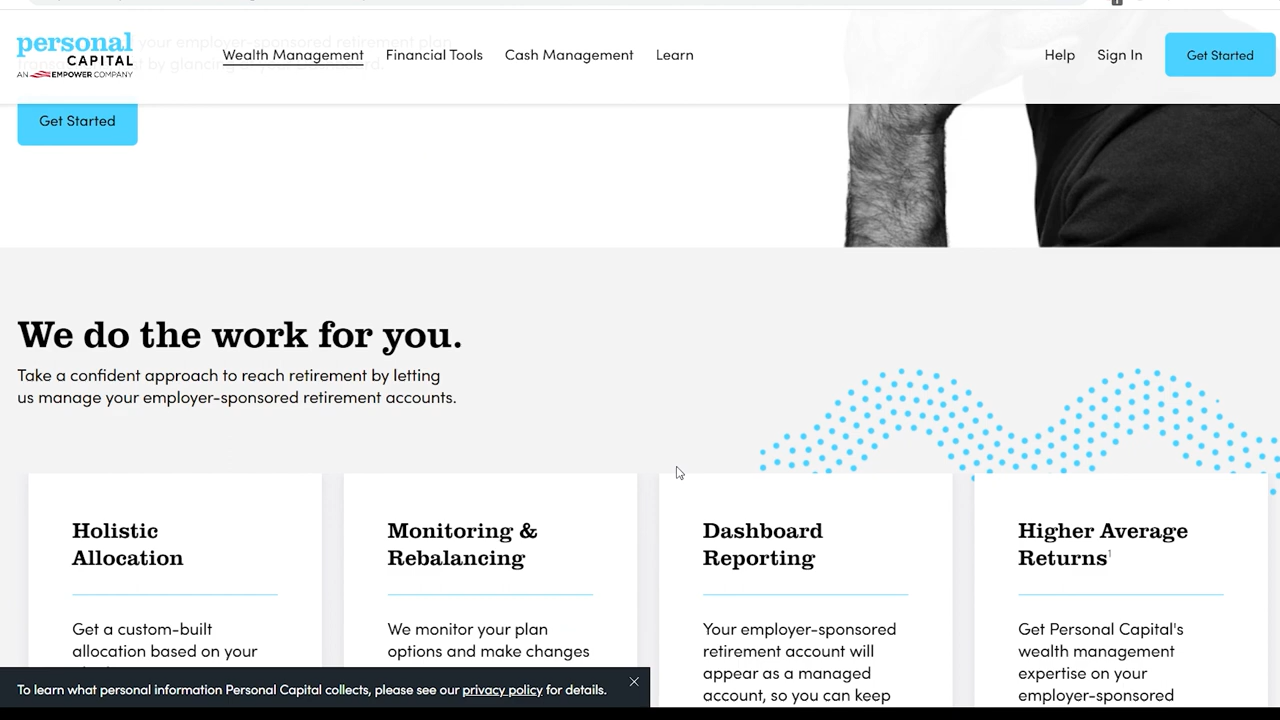 your employer-sponsored retirement plan
personal
CAPITAL
AN EMPOWER COMPANY
Wealth Management
Financial Tools
Cash Management
Learn
Help
Sign In
Get Started
Get Started
We do the work for you.
Take a confident approach to reach retirement by letting
us manage your employer-sponsored retirement accounts.
Holistic
Allocation
Get a custom-built
allocation based on your
Monitoring &
Rebalancing
We monitor your plan
options and make changes
Dashboard
Reporting
Your employer-sponsored
retirement account will
appear as a managed
account, so you can keep
Higher Average
Returns¹
Get Personal Capital's
wealth management
expertise on your
employer-sponsored
To learn what personal information Personal Capital collects, please see our privacy policy for details.